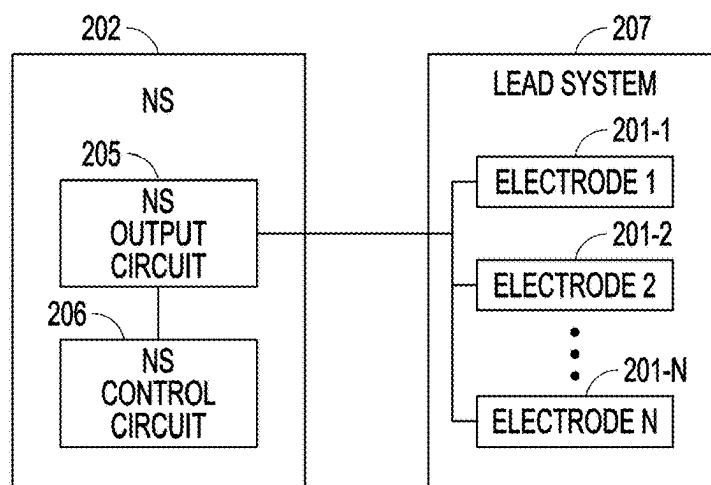 202
NS
205
NS
OUTPUT
CIRCUIT
206
NS
CONTROL
CIRCUIT
207
LEAD SYSTEM
201-1
ELECTRODE 1
201-2
ELECTRODE 2
201-N
ELECTRODE N